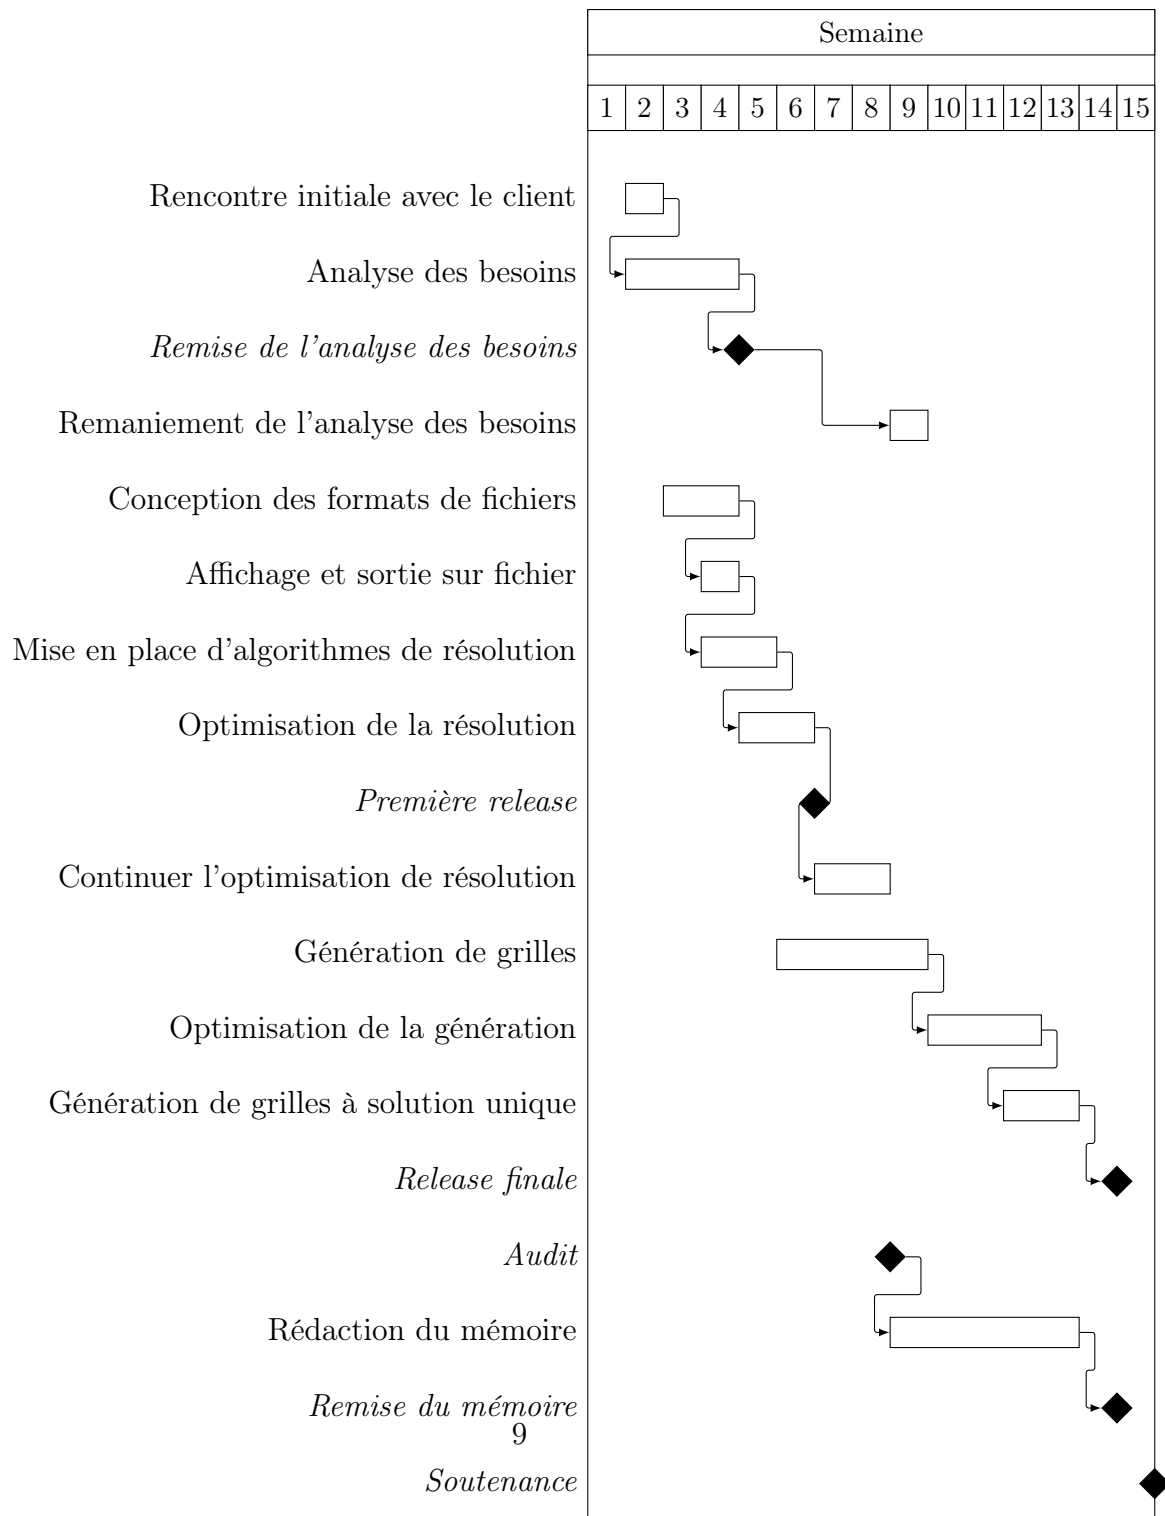 Semaine
1 2 3 4 5 6 7 8 9 10 11 12 13 14 15
Rencontre initiale avec le client
Analyse des besoins
Remise de l'analyse des besoins
Remaniement de l'analyse des besoins
Conception des formats de fichiers
Affichage et sortie sur fichier
Mise en place d'algorithmes de résolution
Optimisation de la résolution
Première release
Continuer l'optimisation de résolution
Génération de grilles
Optimisation de la génération
Génération de grilles à solution unique
Release finale
Audit
Rédaction du mémoire
Remise du mémoire
9
Soutenance